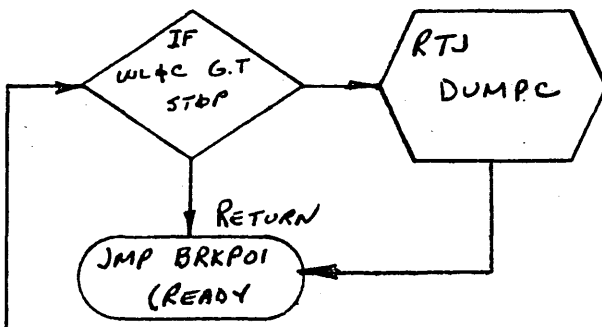 IF
WL&C G.T
STOP
RTJ
DUMPC
RETURN
JMP BRKPO1
(READY